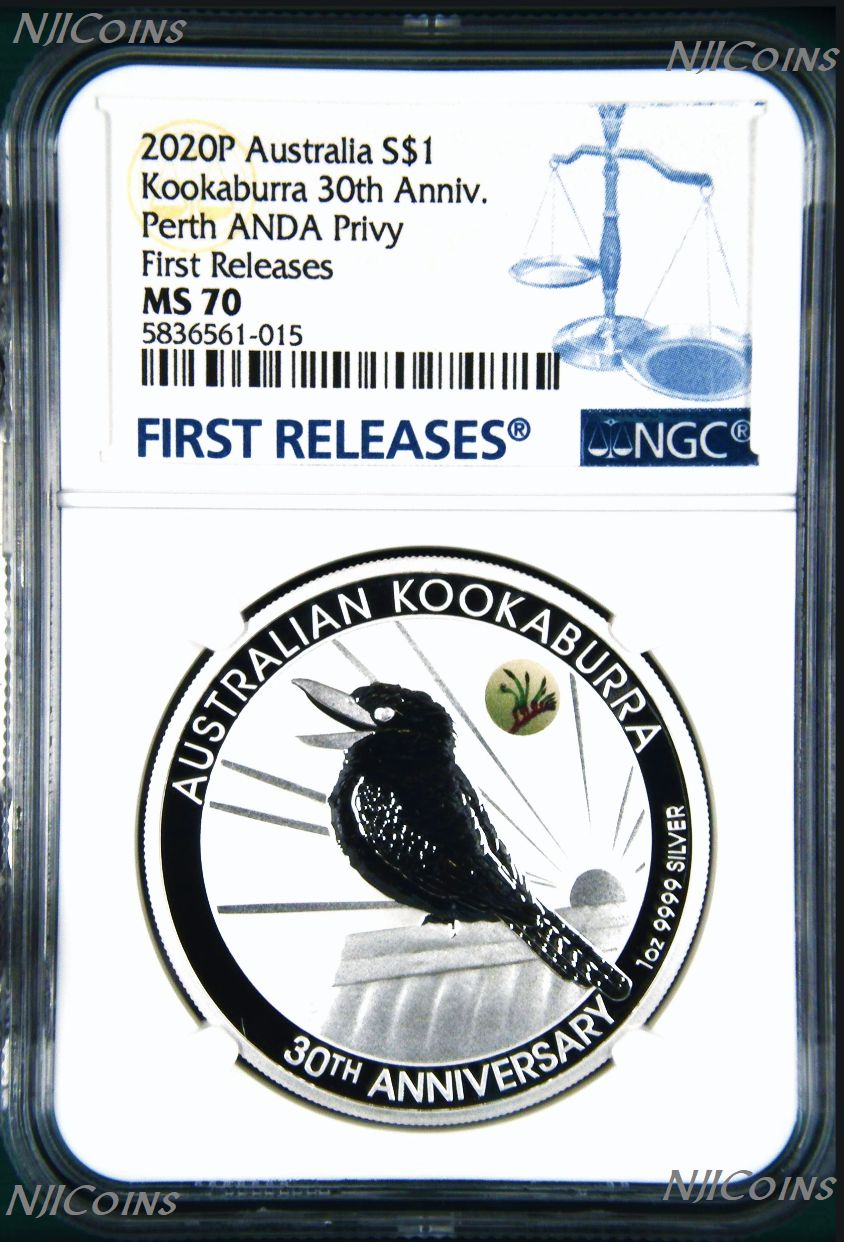 NJICoins
NJICoins
2020P Australia S$1
Kookaburra 30th Anniv.
Perth ANDA Privy
First Releases
MS 70
5836561-015
FIRST RELEASES®
NGC®
AUSTRALIAN KOOKABURRA
1oz 9999 SILVER
30TH ANNIVERSARY
NJICoins
NJICoins